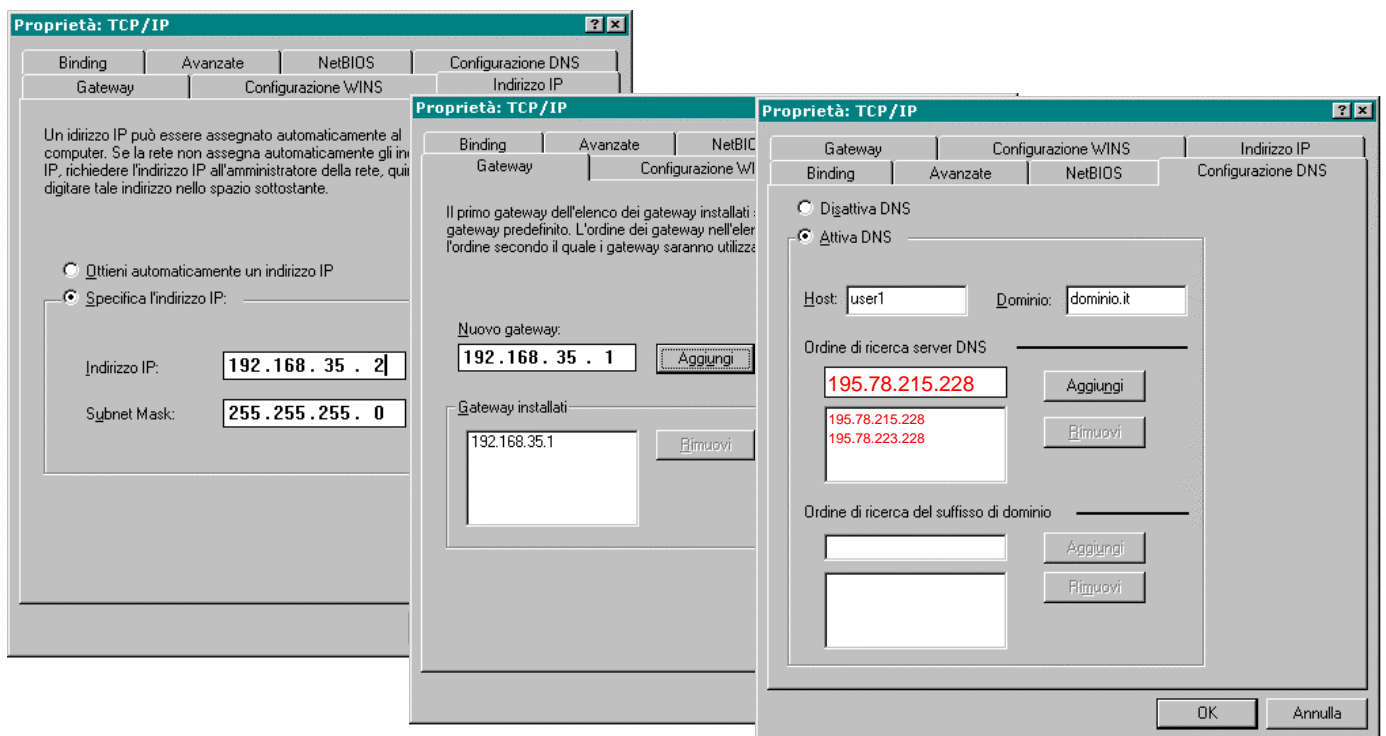 Proprietà: TCP/IP
Binding Avanzate NetBIOS Configurazione DNS
Gateway Configurazione WINS Indirizzo IP
Un idirizzo IP può essere assegnato automaticamente al
computer. Se la rete non assegna automaticamente gli
IP, richiedere l'indirizzo IP all'amministratore della rete,
digitare tale indirizzo nello spazio sottostante.
Ottieni automaticamente un indirizzo IP
Specifica l'indirizzo IP:
Indirizzo IP: 192.168. 35 . 2
Subnet Mask: 255.255.255. 0
Proprietà: TCP/IP
Binding Avanzate
Gateway Configurazione
Il primo gateway dell'elenco dei gateway installati
gateway predefinito. L'ordine dei gateway
l'ordine secondo il quale i gateway saranno
Nuovo gateway:
192.168. 35 . 1 Aggiungi
Gateway installati
192.168.35.1 Rimuovi
Proprietà: TCP/IP
Gateway Configurazione WINS Indirizzo IP
Binding Avanzate NetBIOS Configurazione DNS
Disattiva DNS
Attiva DNS
Host: user1 Dominio: dominio.it
Ordine di ricerca server DNS
195.78.215.228 Aggiungi
195.78.215.228
195.78.223.228
Rimuovi
Ordine di ricerca del suffisso di dominio
Aggiungi
Rimuovi
OK Annulla